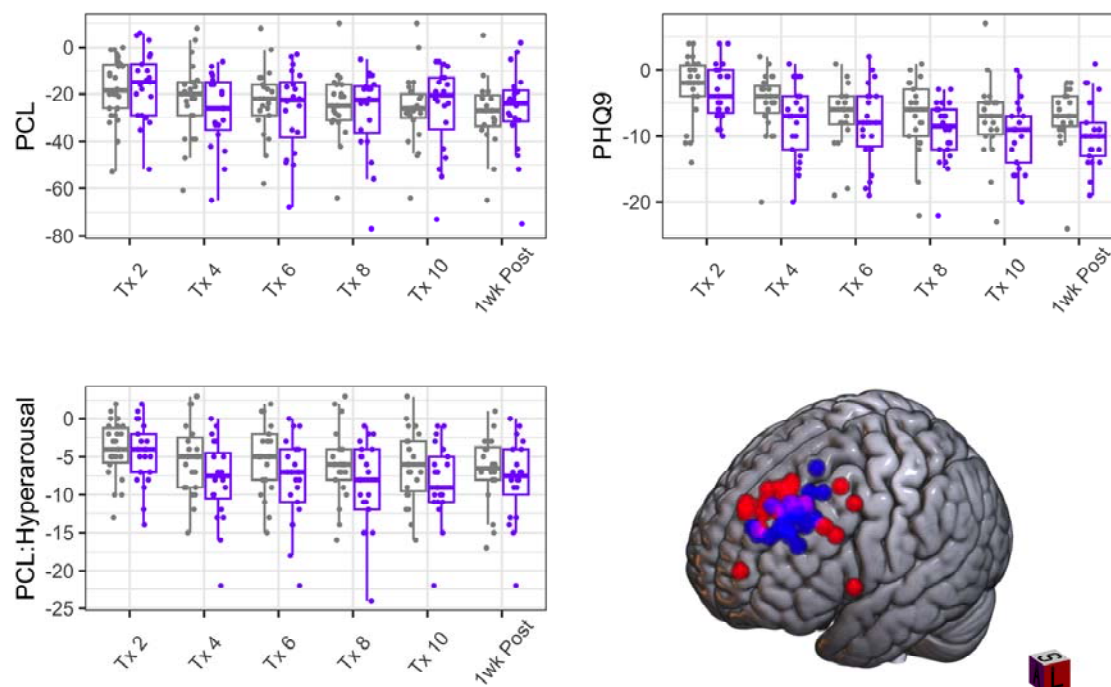 PCL
0
-20
-40
-60
-80
Tx 2
Tx 4
Tx 6
Tx 8
Tx 10
1wk Post
PHQ9
0
-10
-20
Tx 2
Tx 4
Tx 6
Tx 8
Tx 10
1wk Post
PCL:Hyperarousal
0
-5
-10
-15
-20
-25
Tx 2
Tx 4
Tx 6
Tx 8
Tx 10
1wk Post
S
L